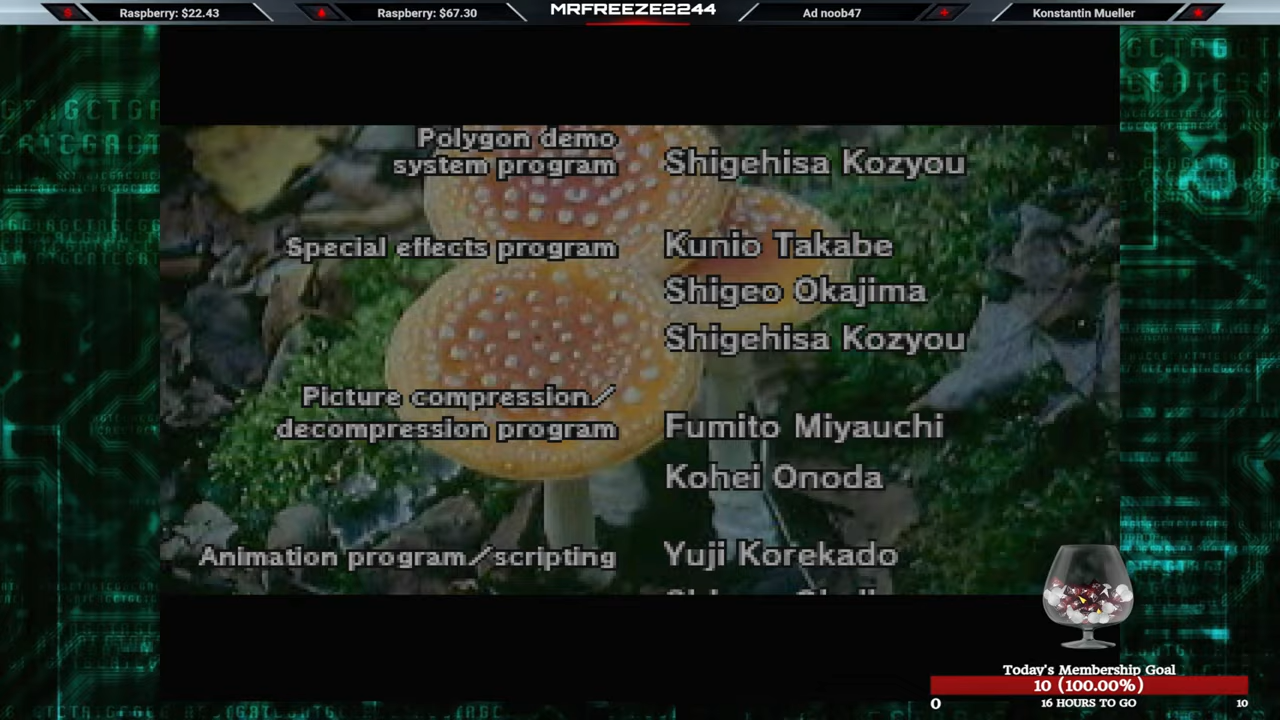 Raspberry: $22.43
Raspberry: $67.30
MRFREEZE2244
Ad noob47
Konstantin Mueller
Polygon demo
system program
Shigehisa Kozyou
Special effects program
Kunio Takabe
Shigeo Okajima
Shigehisa Kozyou
Picture compression/
decompression program
Fumito Miyauchi
Kohei Onoda
Animation program/scripting
Yuji Korekado
Today's Membership Goal
10 (100.00%)
0
16 HOURS TO GO
10